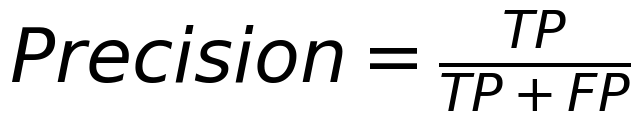 Precision = TP / TP + FP